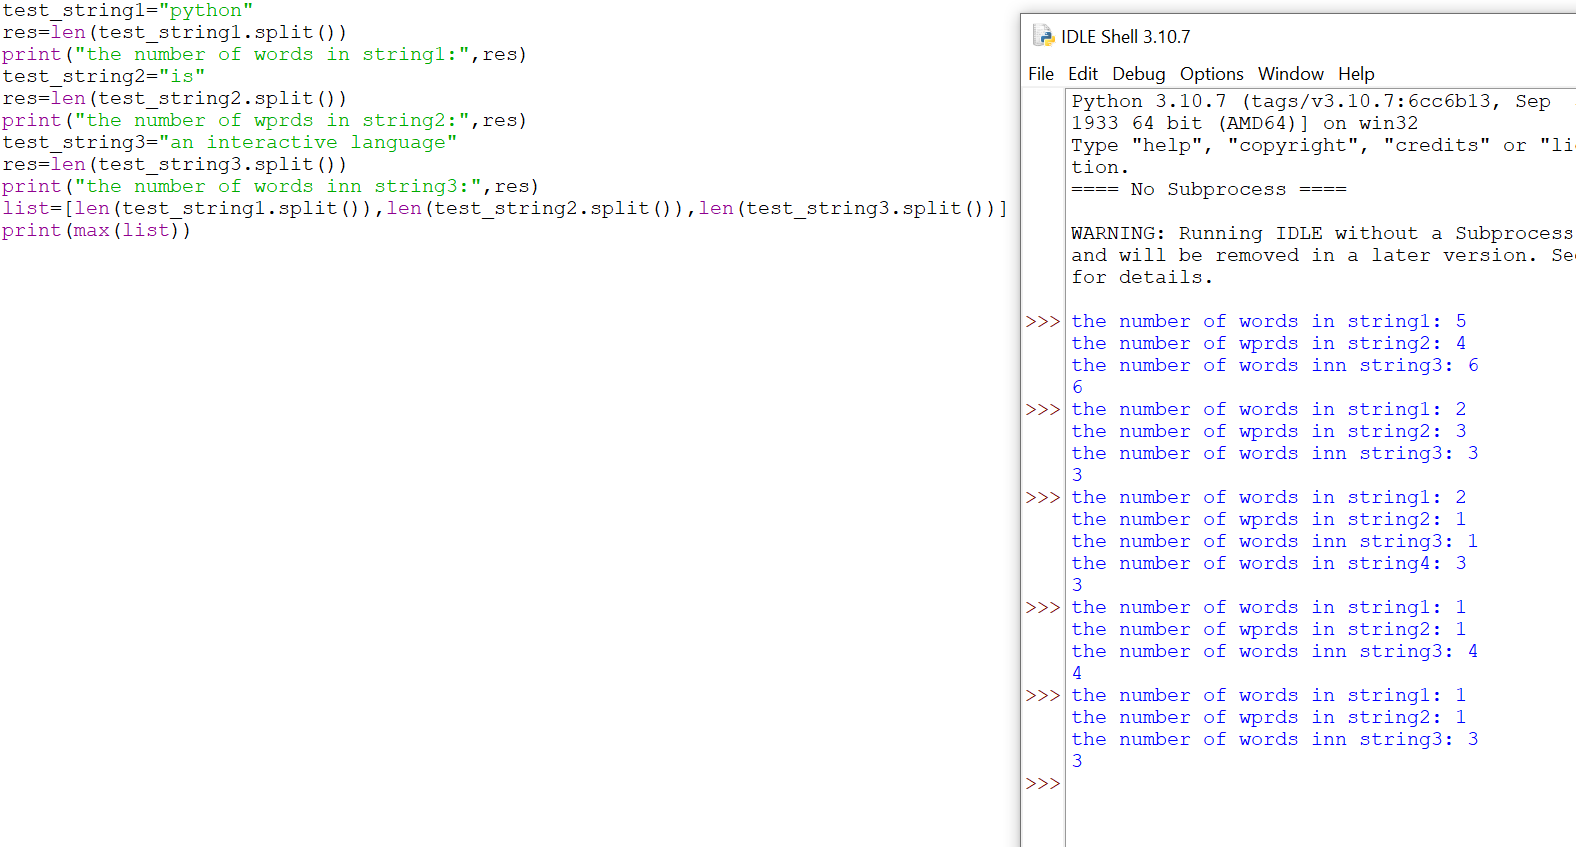 test_string1="python"
res=len(test_string1.split())
print("the number of words in string1:",res)
test_string2="is"
res=len(test_string2.split())
print("the number of wprds in string2:",res)
test_string3="an interactive language"
res=len(test_string3.split())
print("the number of words inn string3:",res)
list=[len(test_string1.split()),len(test_string2.split()),len(test_string3.split())]
print(max(list))
IDLE Shell 3.10.7
File Edit Debug Options Window Help
Python 3.10.7 (tags/v3.10.7:6cc6b13, Sep
1933 64 bit (AMD64)] on win32
Type "help", "copyright", "credits" or "li
tion.
==== No Subprocess ====
WARNING: Running IDLE without a Subprocess
and will be removed in a later version. Se
for details.
>>> the number of words in string1: 5
the number of wprds in string2: 4
the number of words inn string3: 6
6
>>> the number of words in string1: 2
the number of wprds in string2: 3
the number of words inn string3: 3
3
>>> the number of words in string1: 2
the number of wprds in string2: 1
the number of words inn string3: 1
the number of words in string4: 3
3
>>> the number of words in string1: 1
the number of wprds in string2: 1
the number of words inn string3: 4
4
>>> the number of words in string1: 1
the number of wprds in string2: 1
the number of words inn string3: 3
3
>>>